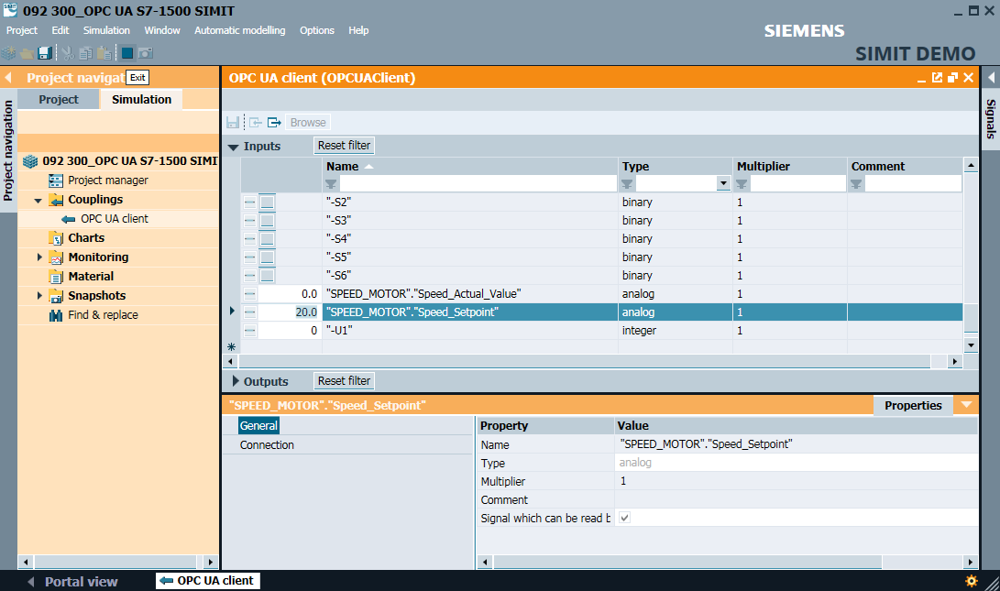 SIMIT
092 300_OPC UA S7-1500 SIMIT
Project Edit Simulation Window Automatic modelling Options Help
SIEMENS
SIMIT DEMO
Project navigat
Exit
OPC UA client (OPCUAClient)
Project navigation
Project Simulation
Signals
Browse
Inputs Reset filter
Name Type Multiplier Comment
092 300_OPC UA S7-1500 SIMI
Project manager
Couplings
OPC UA client
Charts
Monitoring
Material
Snapshots
Find & replace
"-S2" binary 1
"-S3" binary 1
"-S4" binary 1
"-S5" binary 1
"-S6" binary 1
0.0 "SPEED_MOTOR"."Speed_Actual_Value" analog 1
20.0 "SPEED_MOTOR"."Speed_Setpoint" analog 1
0 "-U1" integer 1
Outputs Reset filter
"SPEED_MOTOR"."Speed_Setpoint"
Properties
General
Connection
Property Value
Name "SPEED_MOTOR"."Speed_Setpoint"
Type analog
Multiplier 1
Comment
Signal which can be read b
Portal view
OPC UA client